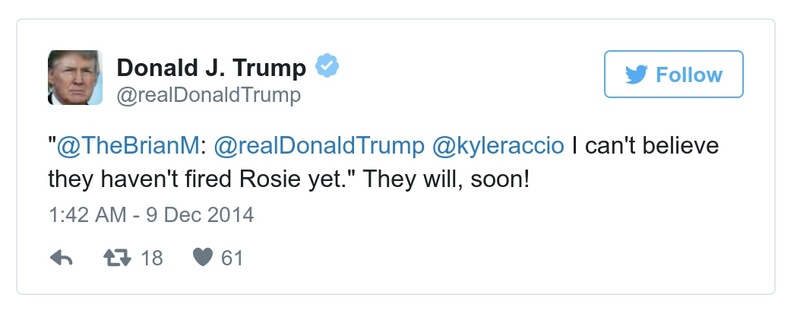 Donald J. Trump
@realDonaldTrump
Follow
"@TheBrianM: @realDonaldTrump @kyleraccio I can't believe
they haven't fired Rosie yet." They will, soon!
1:42 AM - 9 Dec 2014
18 61